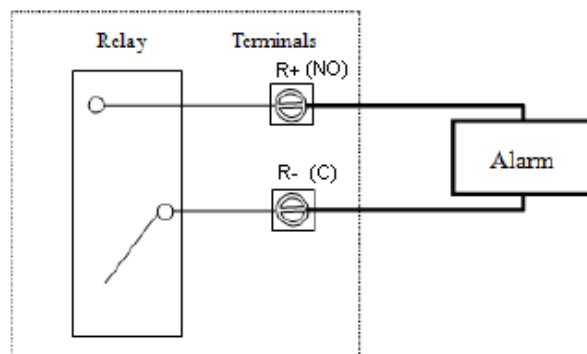 Relay Terminals
R+ (NO)
Alarm
R- (C)